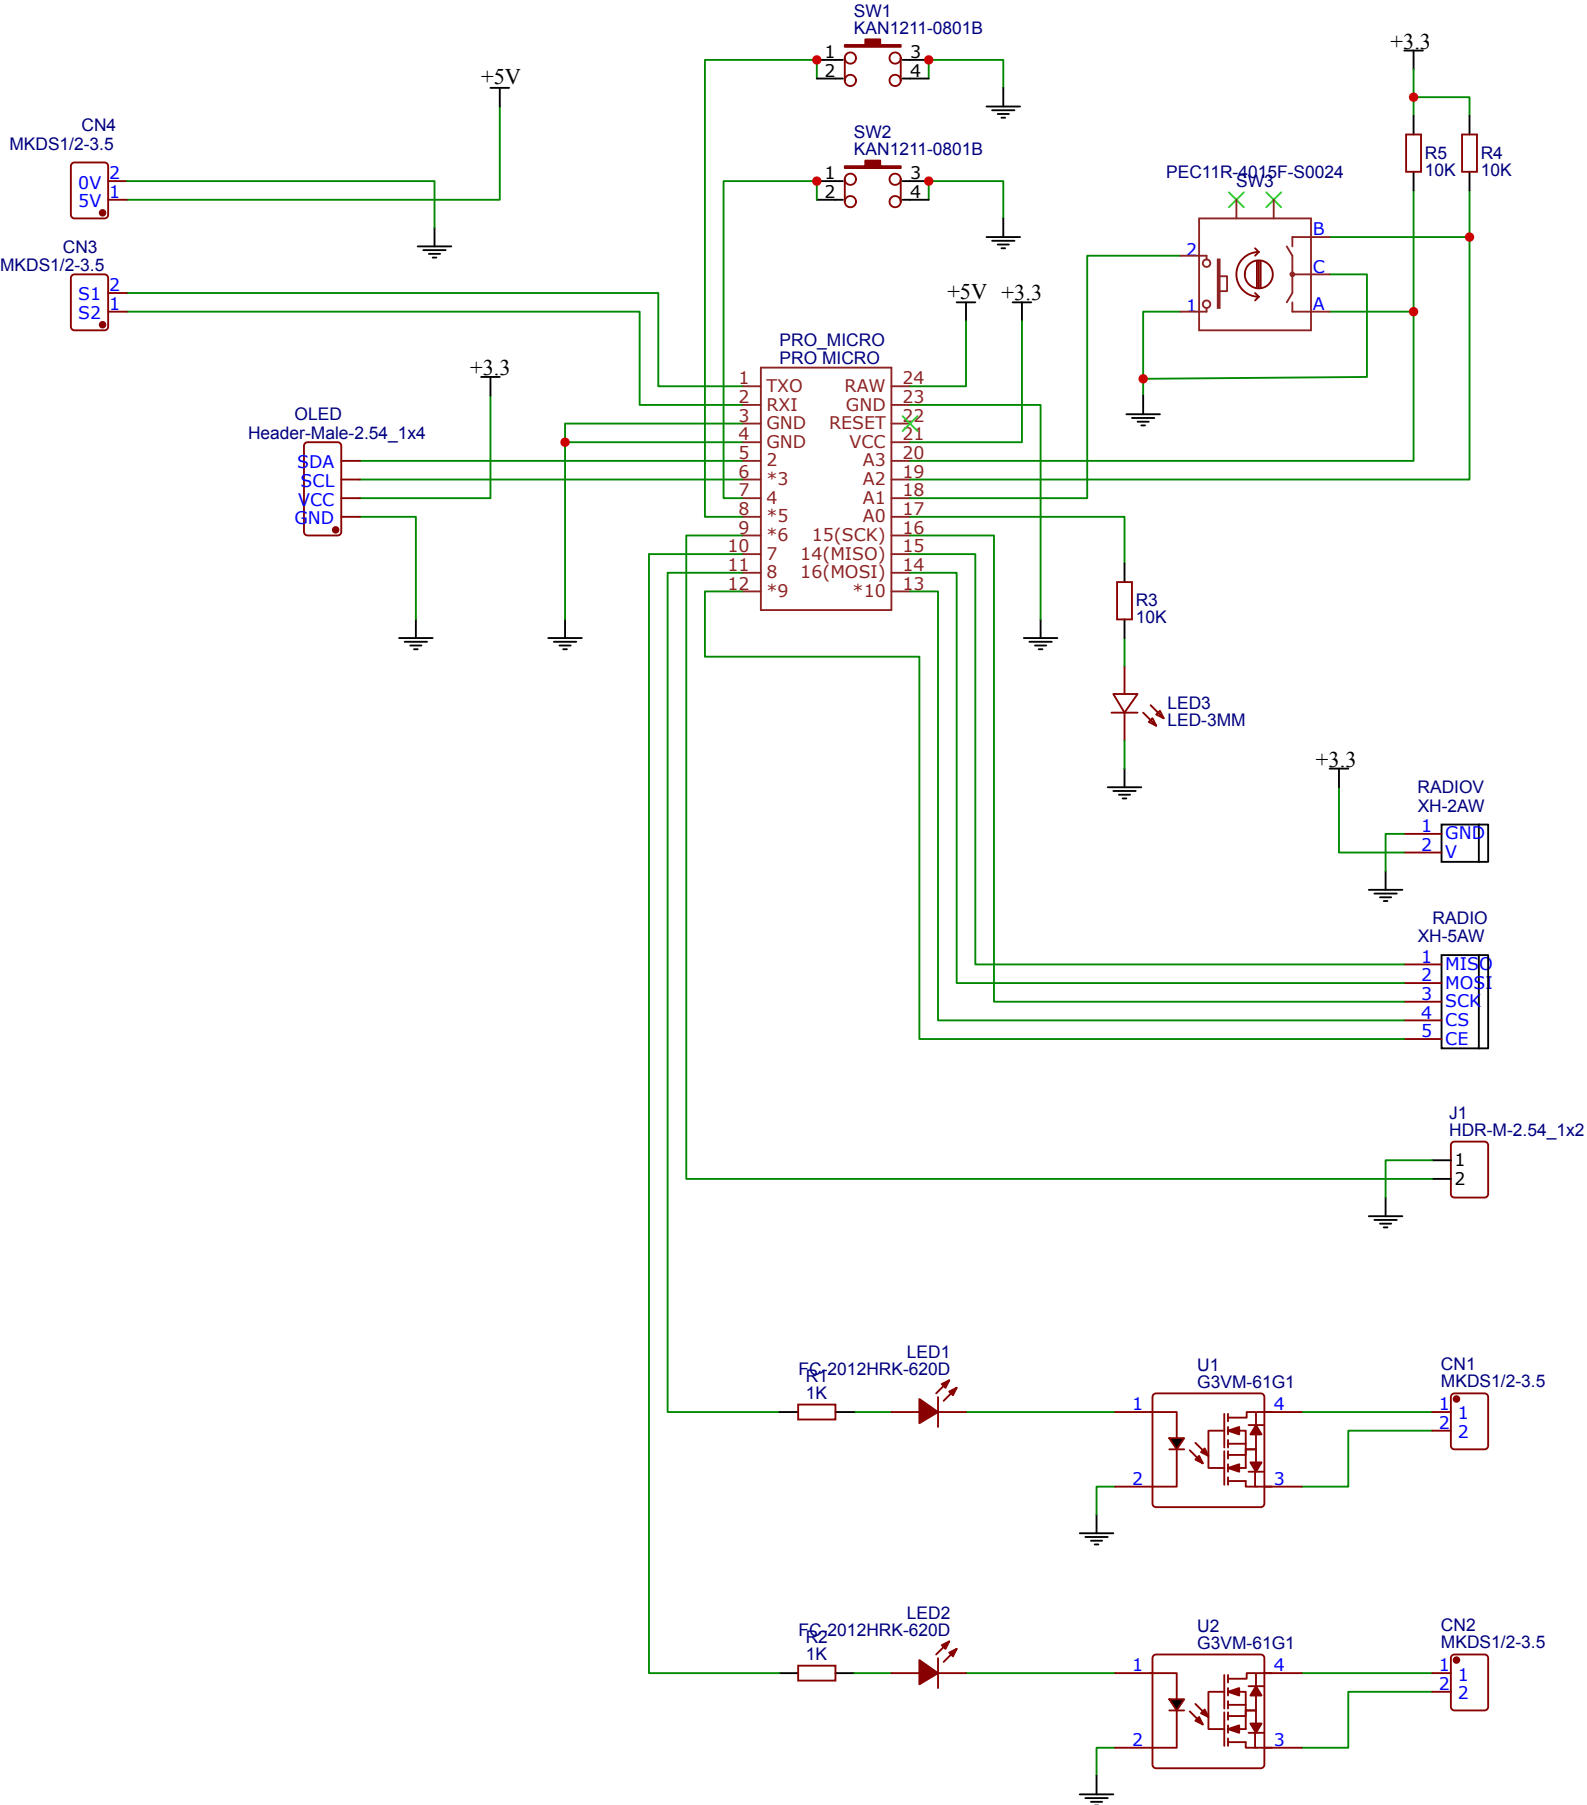 SW1
KAN1211-0801B
1
2
3
4
+3.3
+5V
CN4
MKDS1/2-3.5
0V
5V
2
1
SW2
KAN1211-0801B
1
2
3
4
R5
10K
R4
10K
PEC11R-4015F-S0024
SW3
2
1
B
C
A
CN3
MKDS1/2-3.5
S1
S2
2
1
+5V
+3.3
PRO_MICRO
PRO MICRO
1 TXO
2 RXI
3 GND
4 GND
5 2
6 *3
7 4
8 *5
9 *6
10 7
11 8
12 *9
RAW 24
GND 23
RESET 22
VCC 21
A3 20
A2 19
A1 18
A0 17
15(SCK) 16
14(MISO) 15
16(MOSI) 14
*10 13
+3.3
OLED
Header-Male-2.54_1x4
SDA
SCL
VCC
GND
R3
10K
LED3
LED-3MM
+3.3
RADIOV
XH-2AW
1 GND
2 V
RADIO
XH-5AW
1 MISO
2 MOSI
3 SCK
4 CS
5 CE
J1
HDR-M-2.54_1x2
1
2
LED1
FC-2012HRK-620D
R1
1K
U1
G3VM-61G1
1
2
4
3
CN1
MKDS1/2-3.5
1 1
2 2
LED2
FC-2012HRK-620D
R2
1K
U2
G3VM-61G1
1
2
4
3
CN2
MKDS1/2-3.5
1 1
2 2